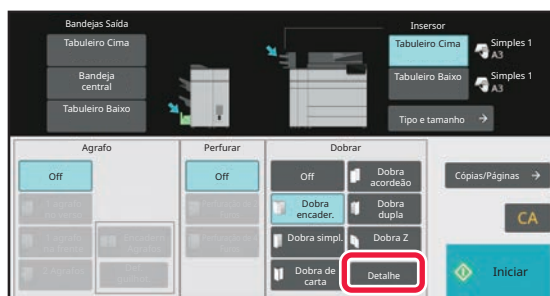 Bandejas Saída
Insersor
Tabuleiro Cima
Tabuleiro Cima
Simples 1
A3
Bandeja
central
Tabuleiro Baixo
Simples 1
A3
Tabuleiro Baixo
Tipo e tamanho
Agrafo
Perfurar
Dobrar
Off
Off
Off
Dobra
acordeão
Cópias/Páginas
Dobra
encader.
Dobra
dupla
CA
Dobra simpl.
Dobra Z
Dobra de
carta
Detalhe
Iniciar